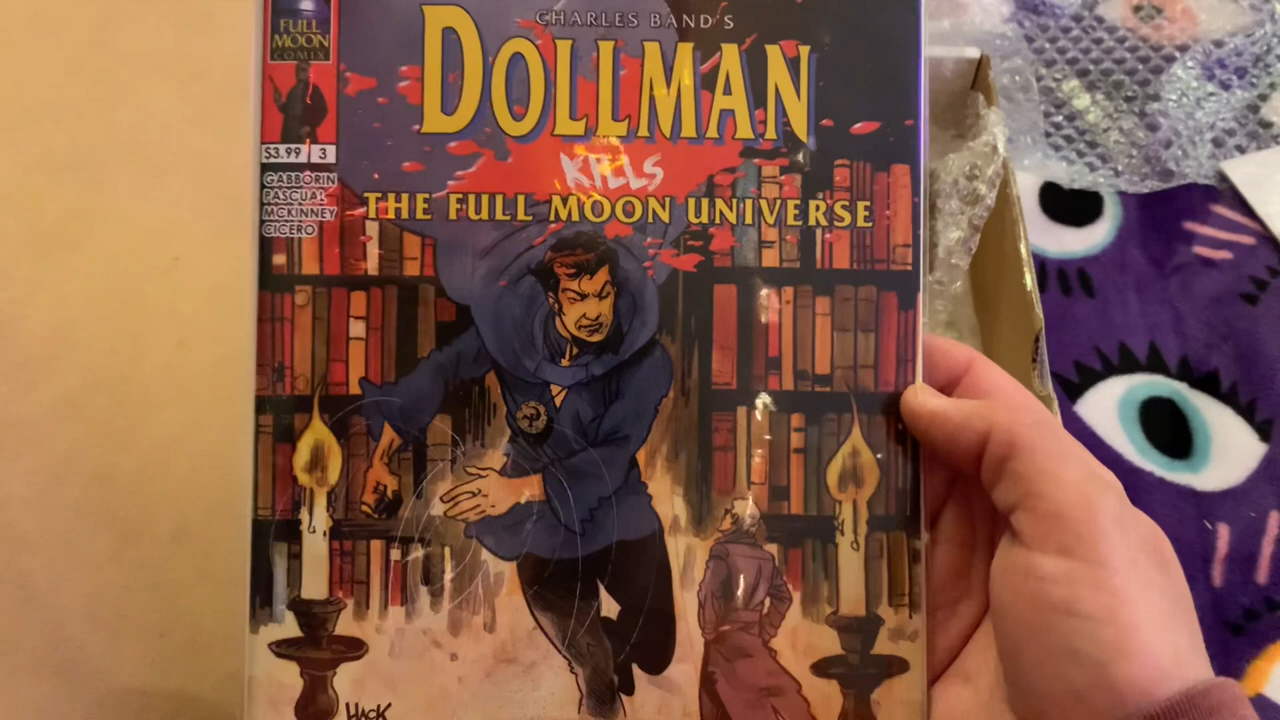 FULL
MOON
COMIX
CHARLES BAND'S
DOLLMAN
KILLS
THE FULL MOON UNIVERSE
$3.99 3
GABBORIN
PASCUAL
MCKINNEY
CICERO
HACK